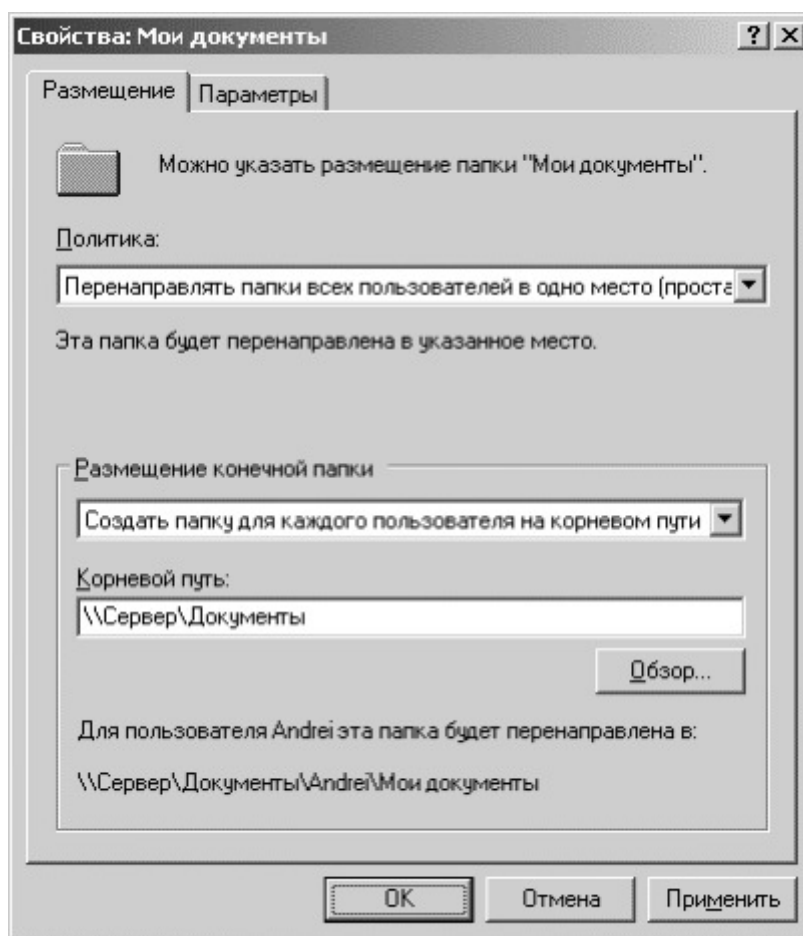 Свойства: Мои документы
Размещение
Параметры
Можно указать размещение папки "Мои документы".
Политика:
Перенаправлять папки всех пользователей в одно место (проста
Эта папка будет перенаправлена в указанное место.
Размещение конечной папки
Создать папку для каждого пользователя на корневом пути
Корневой путь:
\\Сервер\Документы
Обзор...
Для пользователя Andrei эта папка будет перенаправлена в:
\\Сервер\Документы\Andrei\Мои документы
OK
Отмена
Применить